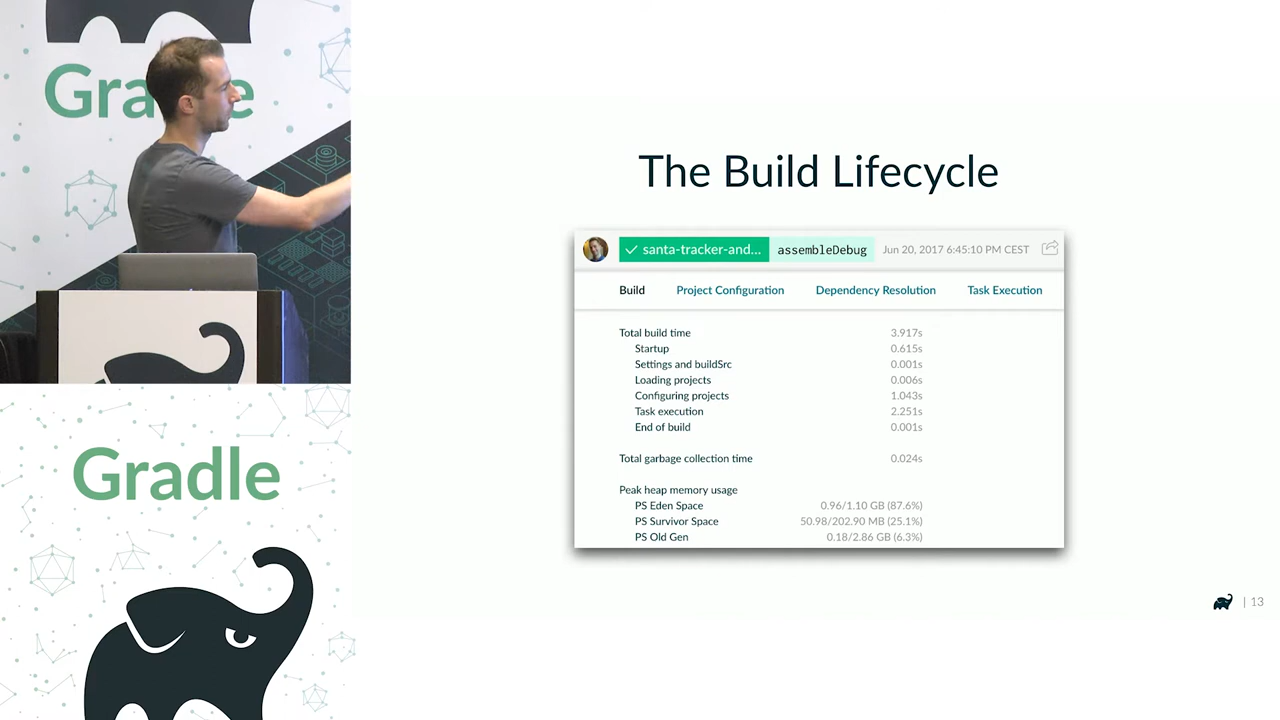 Gradle
Gradle
The Build Lifecycle
santa-tracker-and... assembleDebug Jun 20, 2017 6:45:10 PM CEST
Build Project Configuration Dependency Resolution Task Execution
Total build time 3.917s
Startup 0.615s
Settings and buildSrc 0.001s
Loading projects 0.006s
Configuring projects 1.043s
Task execution 2.251s
End of build 0.001s
Total garbage collection time 0.024s
Peak heap memory usage
PS Eden Space 0.96/1.10 GB (87.6%)
PS Survivor Space 50.98/202.90 MB (25.1%)
PS Old Gen 0.18/2.86 GB (6.3%)
| 13